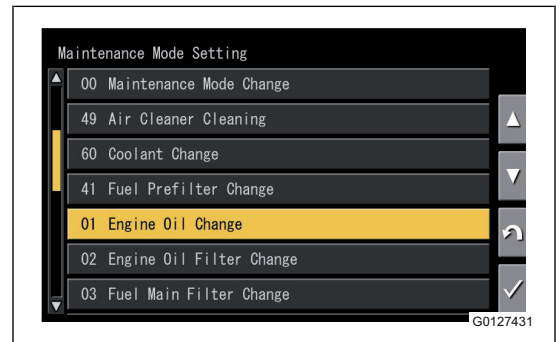 Maintenance Mode Setting
00 Maintenance Mode Change
49 Air Cleaner Cleaning
60 Coolant Change
41 Fuel Prefilter Change
01 Engine Oil Change
02 Engine Oil Filter Change
03 Fuel Main Filter Change
G0127431